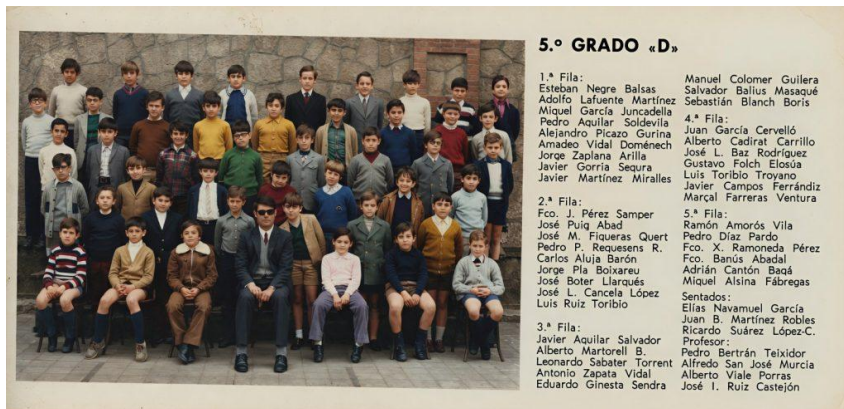 5.º GRADO «D»
1.ª Fila:
Esteban Negre Balsas
Adolfo Lafuente Martínez
Miquel García Juncadella
Pedro Aquilar Soldevila
Alejandro Picazo Gurina
Amadeo Vidal Doménech
Jorge Zaplana Arilla
Javier Gorria Segura
Javier Martínez Miralles
2.ª Fila:
Fco. J. Pérez Samper
José Puig Abad
José M. Figueras Quert
Pedro P. Requesens R.
Carlos Aluja Barón
Jorge Pla Boixareu
José Boter Llarqués
José L. Cancela López
Luis Ruiz Toribio
3.ª Fila:
Javier Aquilar Salvador
Alberto Martorell B.
Leonardo Sabater Torrent
Antonio Zapata Vidal
Eduardo Ginesta Sendra
Manuel Colomer Guilera
Salvador Balius Masaqué
Sebastián Blanch Boris
4.ª Fila:
Juan García Cervelló
Alberto Cadirat Carrillo
José L. Baz Rodríguez
Gustavo Folch Elosúa
Luis Toribio Troyano
Javier Campos Ferrándiz
Marçal Farreras Ventura
5.ª Fila:
Ramón Amorós Vila
Pedro Díaz Pardo
Fco. X. Ramoneda Pérez
Fco. Banús Abadal
Adrián Cantón Baqá
Miquel Alsina Fábregas
Sentados:
Elías Navamuel García
Juan B. Martínez Robles
Ricardo Suárez López-C.
Profesor:
Pedro Bertrán Teixidor
Alfredo San José Murcia
Alberto Viale Porras
José I. Ruiz Castejón